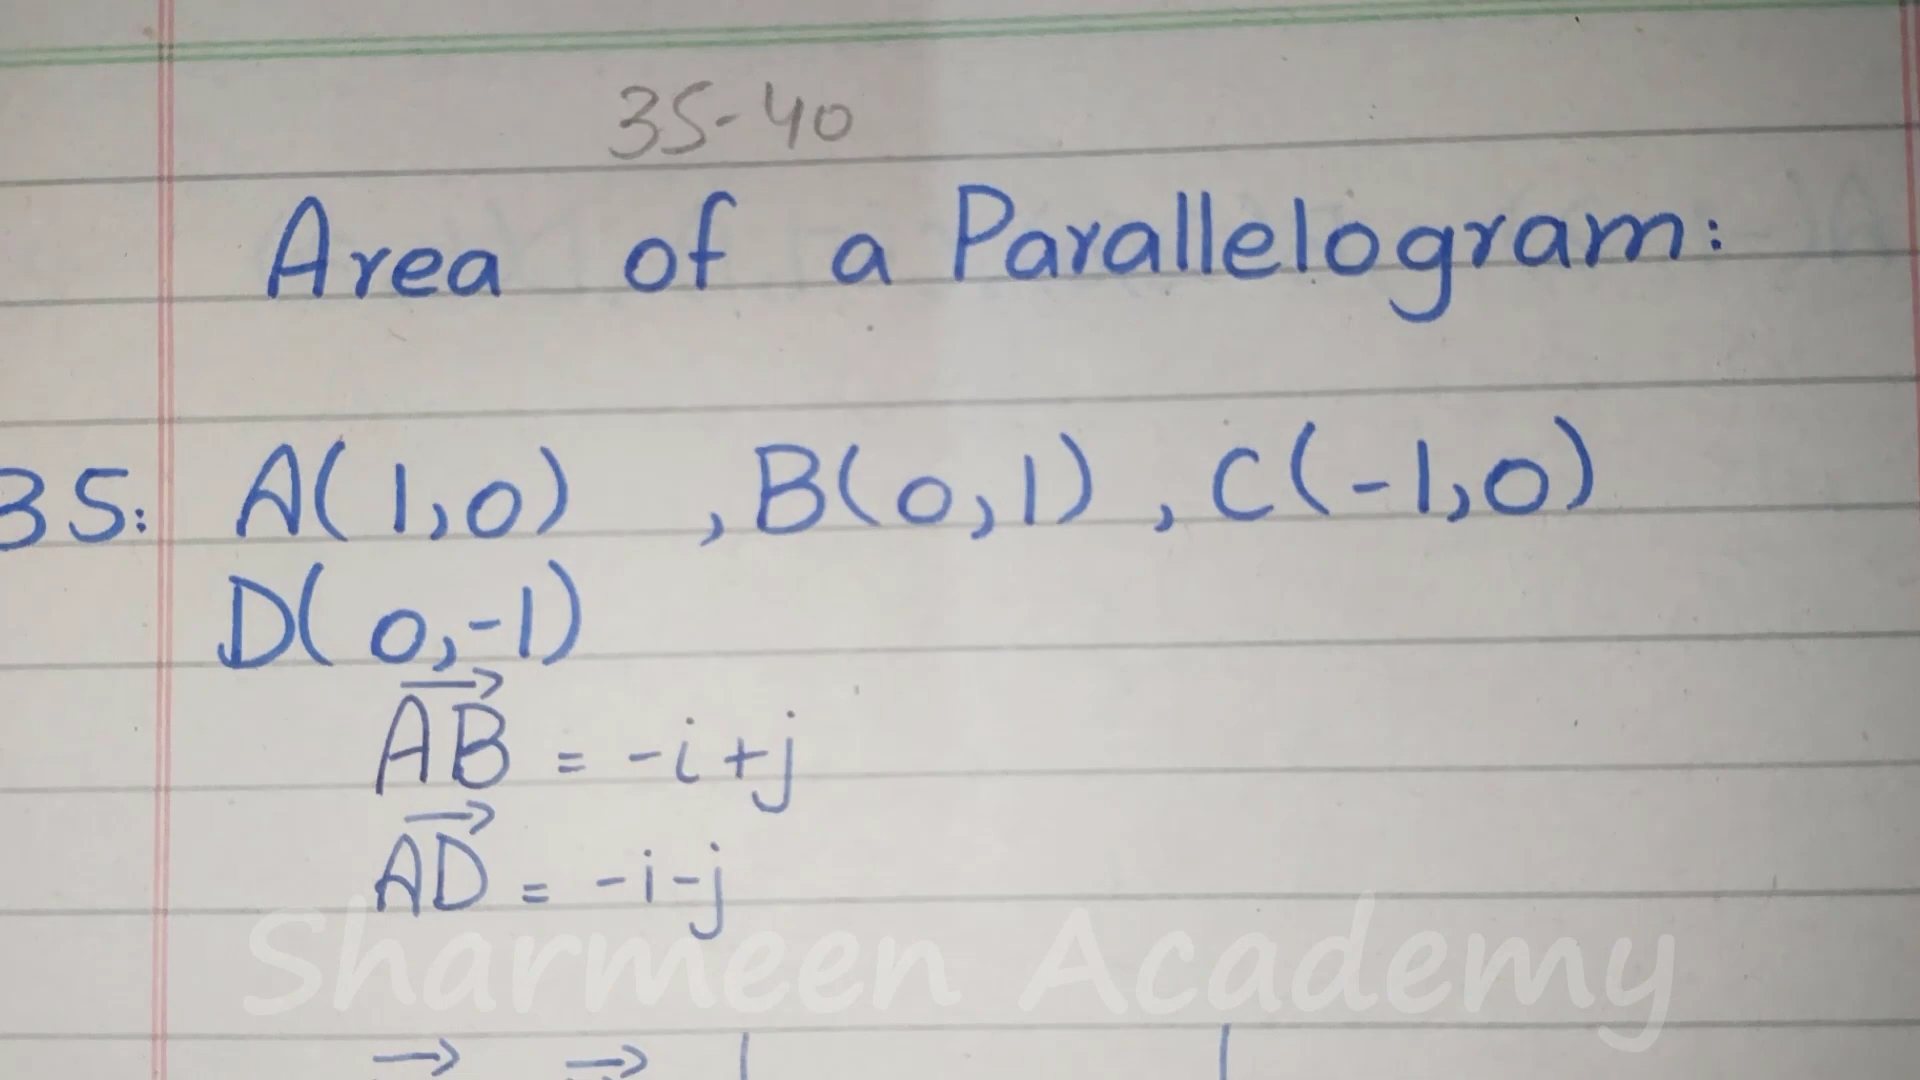 35-40
Area of a Parallelogram:
35: A(1,0) , B(0,1) , C(-1,0)
D(0,-1)
AB = -i+j
AD = -i-j
Sharmeen Academy